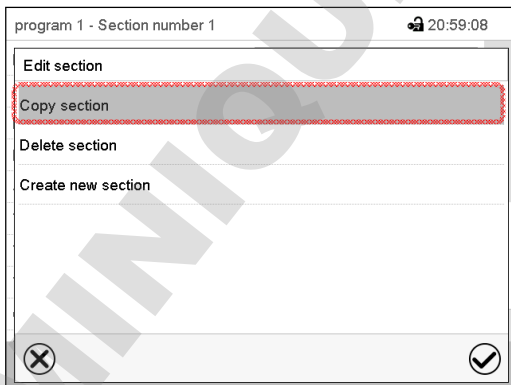 program 1 - Section number 1 20:59:08
Edit section
Copy section
Delete section
Create new section